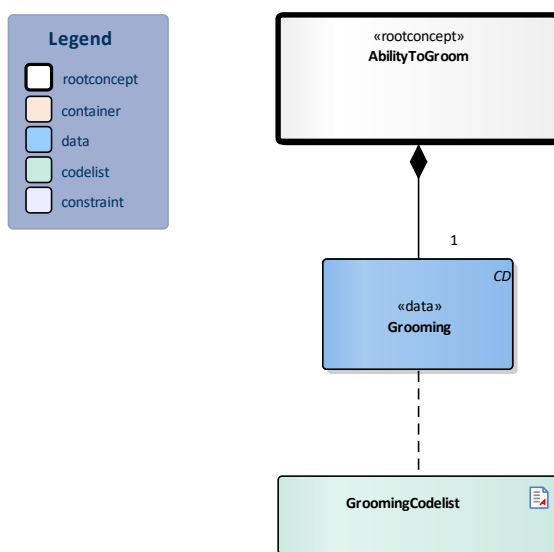 Legend
rootconcept
container
data
codelist
constraint
«rootconcept»
AbilityToGroom
1
CD
«data»
Grooming
GroomingCodelist